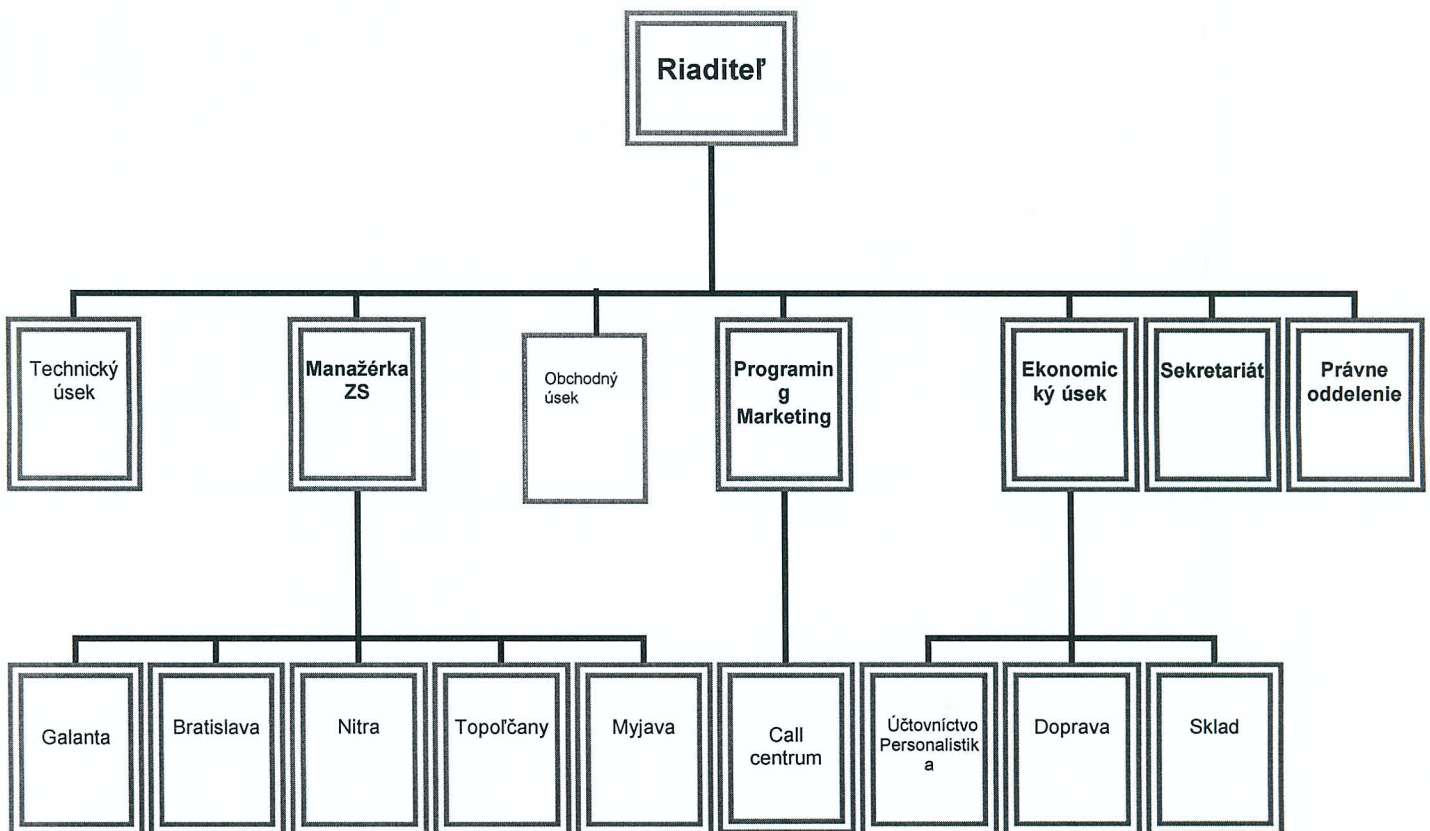 Riaditeľ
Technický
úsek
Manažérka
ZS
Obchodný
úsek
Programin
g
Marketing
Ekonomic
ký úsek
Sekretariát
Právne
oddelenie
Galanta
Bratislava
Nitra
Topoľčany
Myjava
Call
centrum
Účtovníctvo
Personalistik
a
Doprava
Sklad